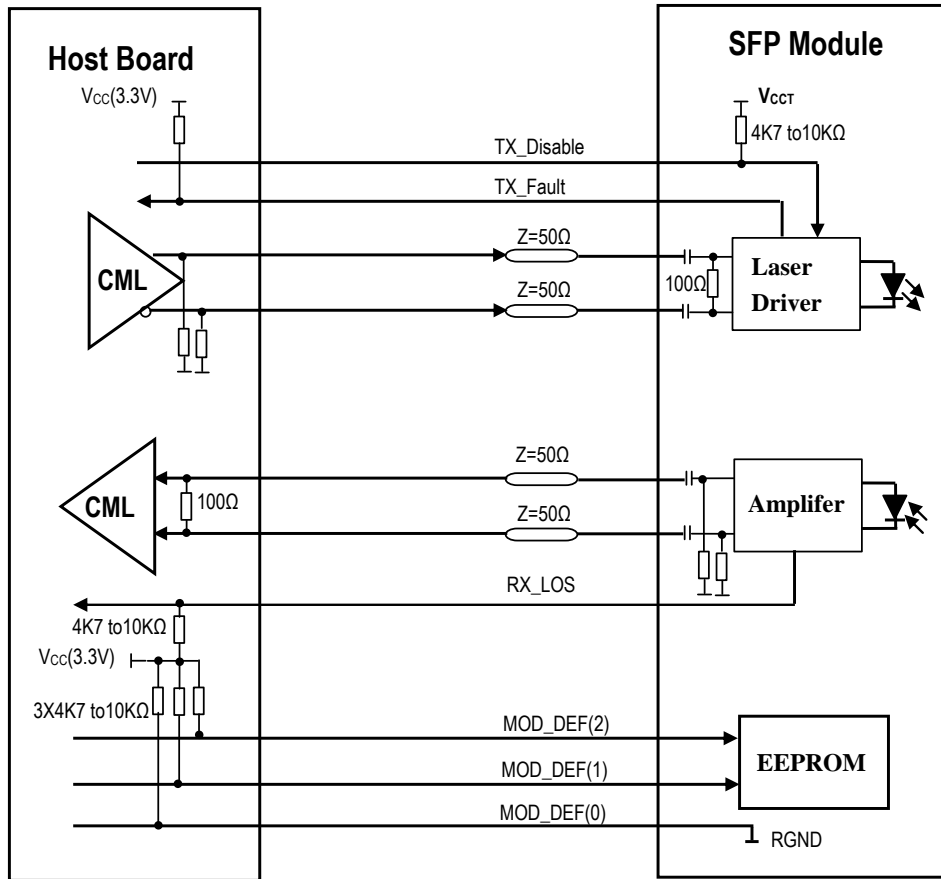 Host Board
SFP Module
VCC(3.3V)
VCCT
4K7 to10KΩ
TX_Disable
TX_Fault
Z=50Ω
CML
Laser
Driver
100Ω
Z=50Ω
Z=50Ω
CML
100Ω
Amplifer
Z=50Ω
RX_LOS
4K7 to10KΩ
VCC(3.3V)
3X4K7 to10KΩ
MOD_DEF(2)
EEPROM
MOD_DEF(1)
MOD_DEF(0)
RGND